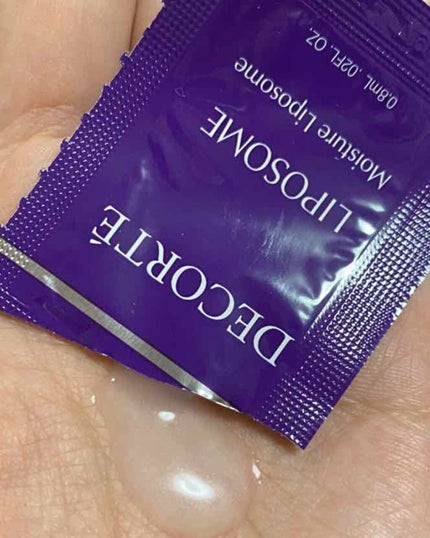 DECORTÉ
LIPOSOME
Moisture Liposome
0.8mL .02FL. OZ.